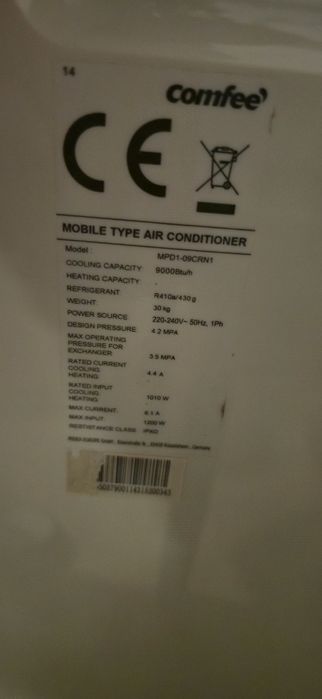 14
comfee'
CE
MOBILE TYPE AIR CONDITIONER
Model : MPD1-09CRN1
COOLING CAPACITY 9000Btu/h
HEATING CAPACITY -
REFRIGERANT R410a/430 g
WEIGHT 30 kg
POWER SOURCE 220-240V~ 50Hz, 1Ph
DESIGN PRESSURE 4.2 MPA
MAX OPERATING
PRESSURE FOR
EXCHANGER 3.5 MPA
RATED CURRENT
COOLING 4.4 A
HEATING
RATED INPUT
COOLING 1010 W
HEATING
MAX CURRENT 6.1 A
MAX INPUT 1200 W
RESISTANCE CLASS IPX0